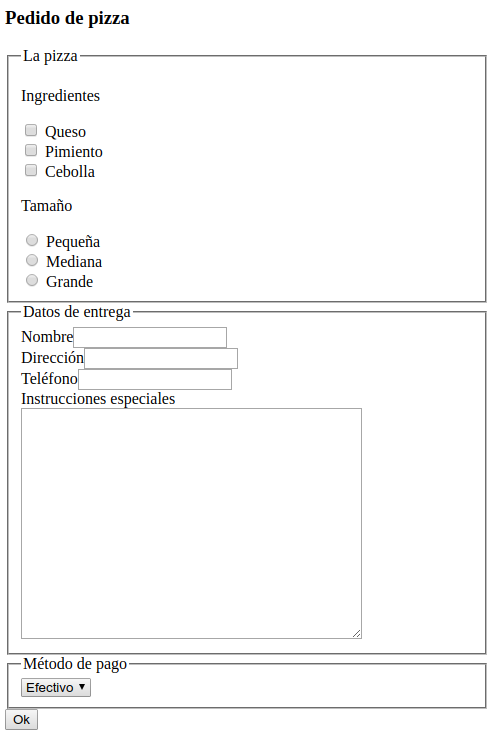 Pedido de pizza
La pizza
Ingredientes
Queso
Pimiento
Cebolla
Tamaño
Pequeña
Mediana
Grande
Datos de entrega
Nombre
Dirección
Teléfono
Instrucciones especiales
Método de pago
Efectivo
Ok